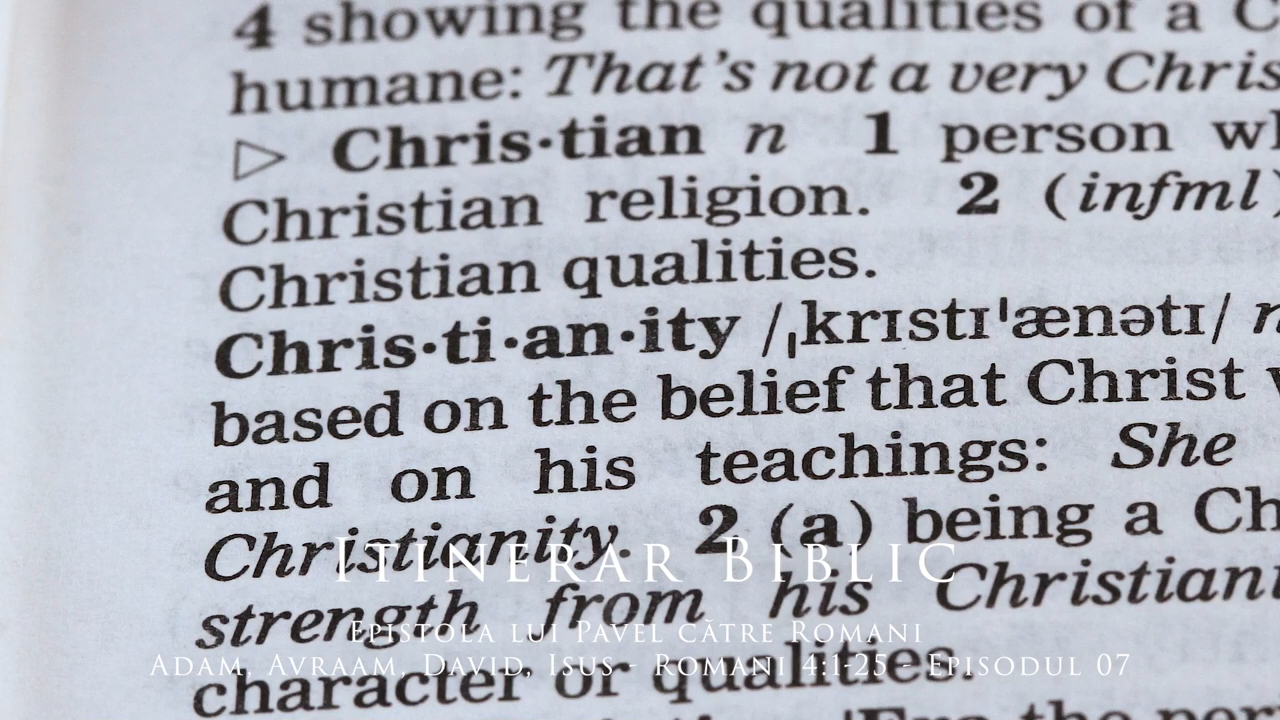 4 showing the qualities of a C
humane: That's not a very Chris
▷ Chris·tian n 1 person wh
Christian religion. 2 (infml)
Christian qualities.
Chris·ti·an·ity /ˌkrɪstɪˈænətɪ/ n
based on the belief that Christ w
and on his teachings: She
Christianity. 2 (a) being a Ch
Itinerar Biblic
strength from his Christiani
Epistola lui Pavel către Romani
Adam, Avraam, David, Isus - Romani 4:1-25 - Episodul 07
character or qualities.